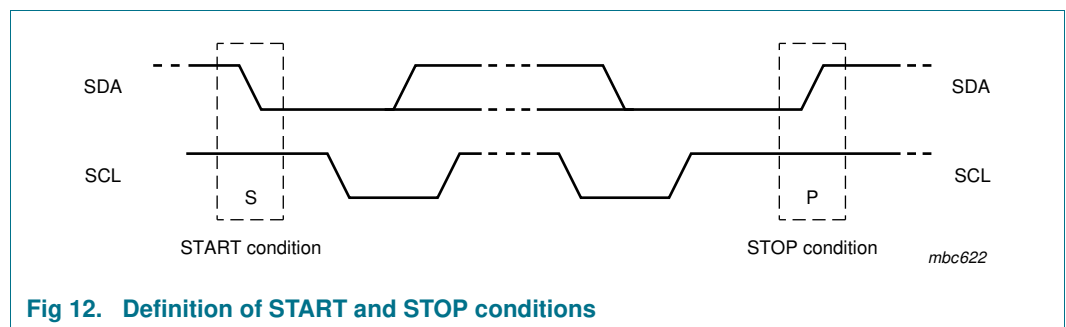 SDA SDA
SCL SCL
S P
START condition STOP condition
mbc622
Fig 12. Definition of START and STOP conditions